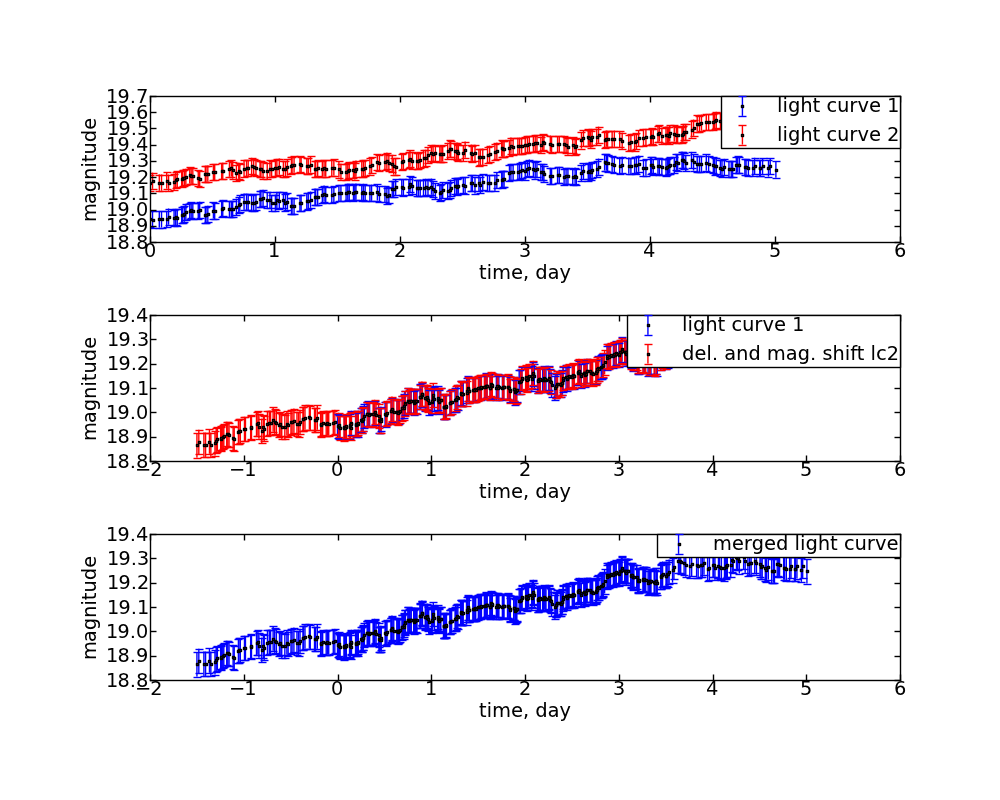 19.7
19.6
19.5
19.4
19.3
19.2
19.1
19.0
18.9
18.8
magnitude
light curve 1
light curve 2
0 1 2 3 4 5 6
time, day
19.4
19.3
19.2
19.1
19.0
18.9
18.8
magnitude
light curve 1
del. and mag. shift lc2
−2 −1 0 1 2 3 4 5 6
time, day
19.4
19.3
19.2
19.1
19.0
18.9
18.8
magnitude
merged light curve
−2 −1 0 1 2 3 4 5 6
time, day